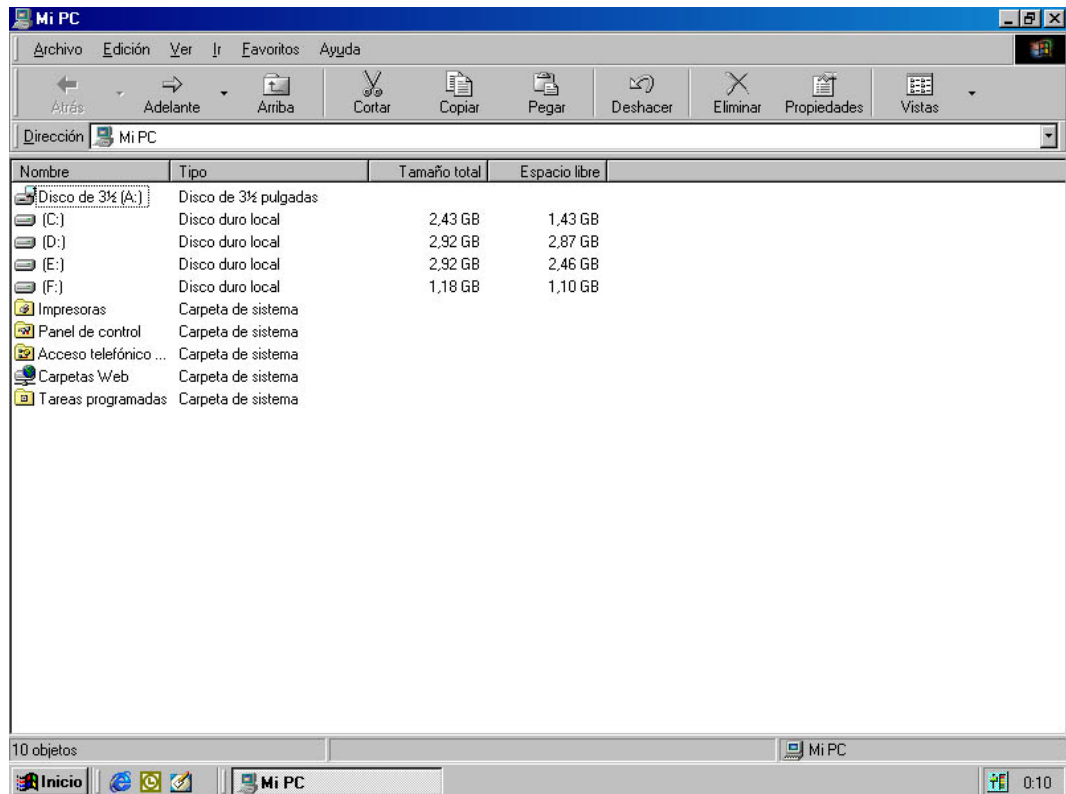 Mi PC
Archivo Edición Ver Ir Favoritos Ayuda
Atrás Adelante Arriba Cortar Copiar Pegar Deshacer Eliminar Propiedades Vistas
Dirección Mi PC
Nombre Tipo Tamaño total Espacio libre
Disco de 3½ (A:) Disco de 3½ pulgadas
(C:) Disco duro local 2,43 GB 1,43 GB
(D:) Disco duro local 2,92 GB 2,87 GB
(E:) Disco duro local 2,92 GB 2,46 GB
(F:) Disco duro local 1,18 GB 1,10 GB
Impresoras Carpeta de sistema
Panel de control Carpeta de sistema
Acceso telefónico ... Carpeta de sistema
Carpetas Web Carpeta de sistema
Tareas programadas Carpeta de sistema
10 objetos Mi PC
Inicio Mi PC 0:10